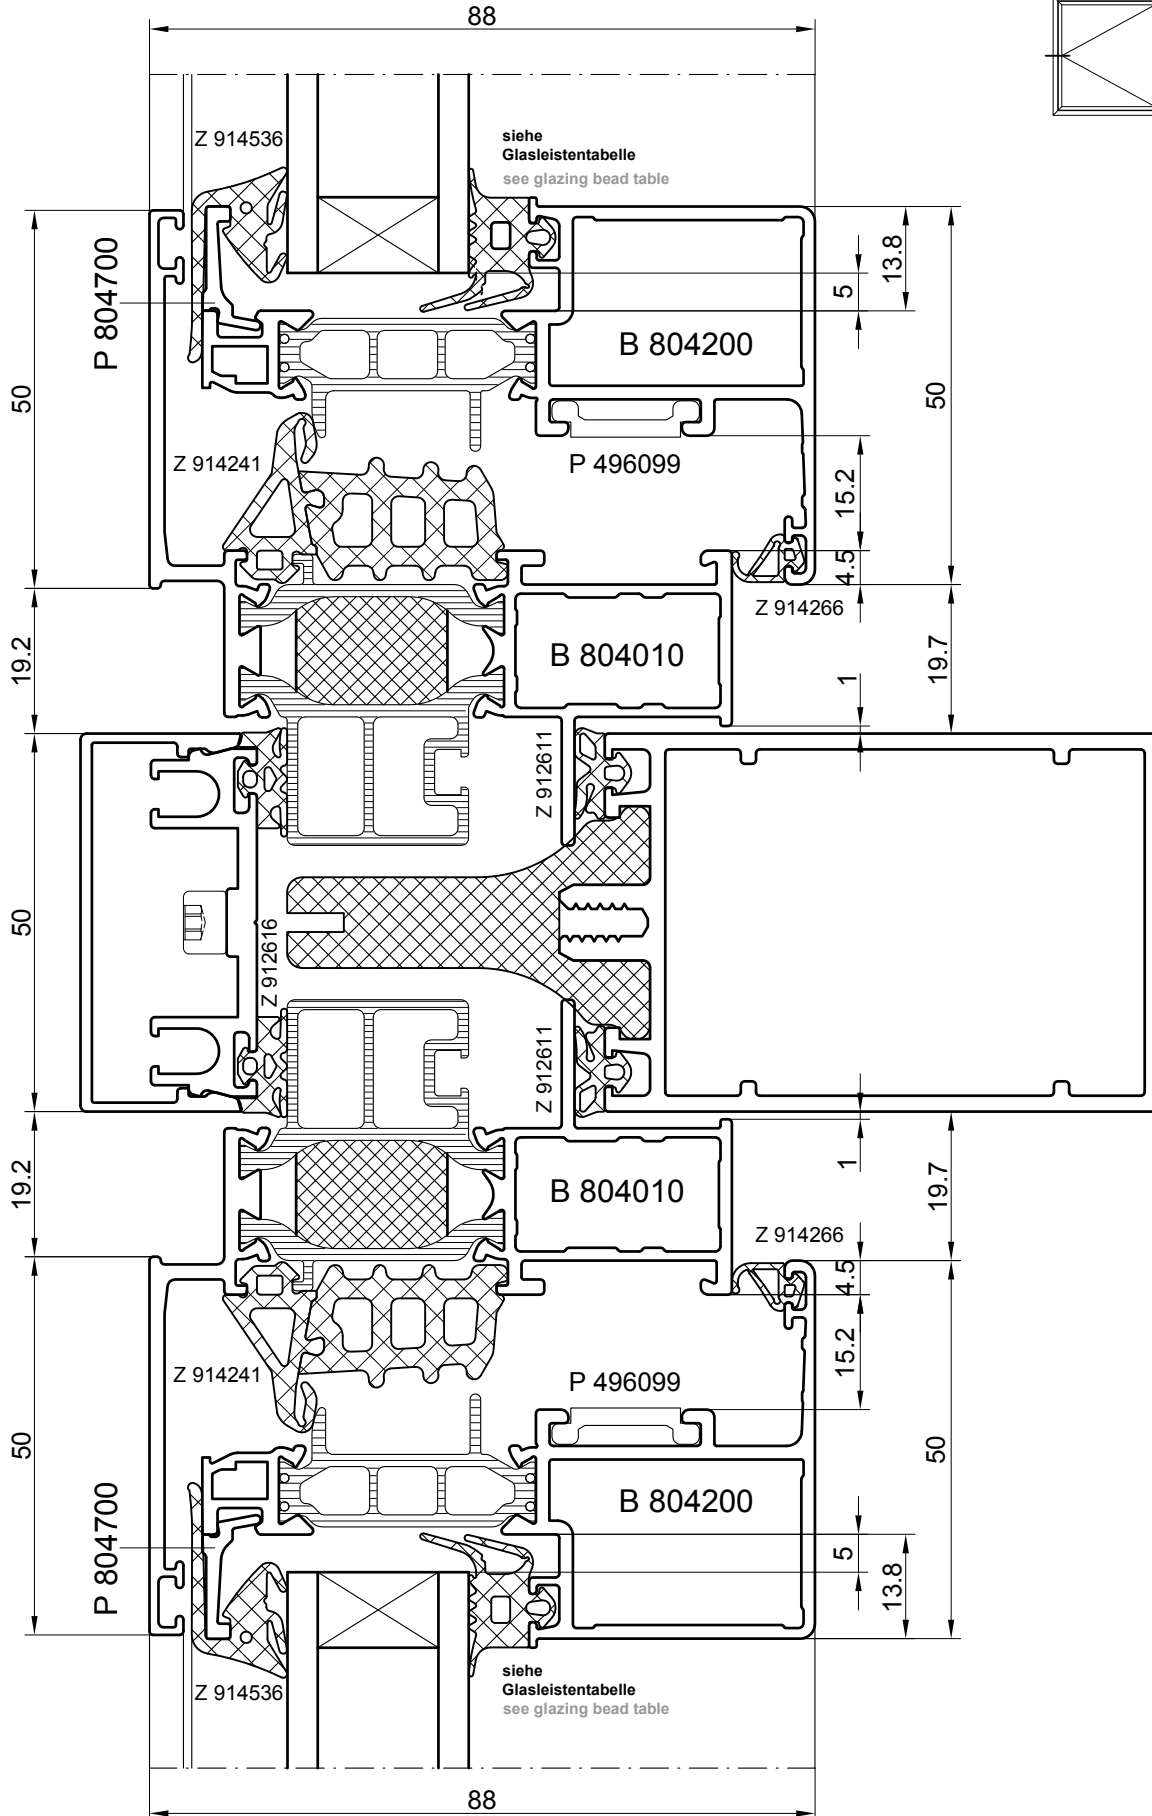 88
Z 914536
siehe
Glasleistentabelle
see glazing bead table
P 804700
13.8
5
B 804200
50
50
Z 914241
P 496099
15.2
4.5
Z 914266
19.2
B 804010
1
19.7
Z 912611
50
Z 912616
Z 912611
19.2
B 804010
1
19.7
Z 914266
4.5
Z 914241
P 496099
15.2
50
50
P 804700
B 804200
5
13.8
Z 914536
siehe
Glasleistentabelle
see glazing bead table
88